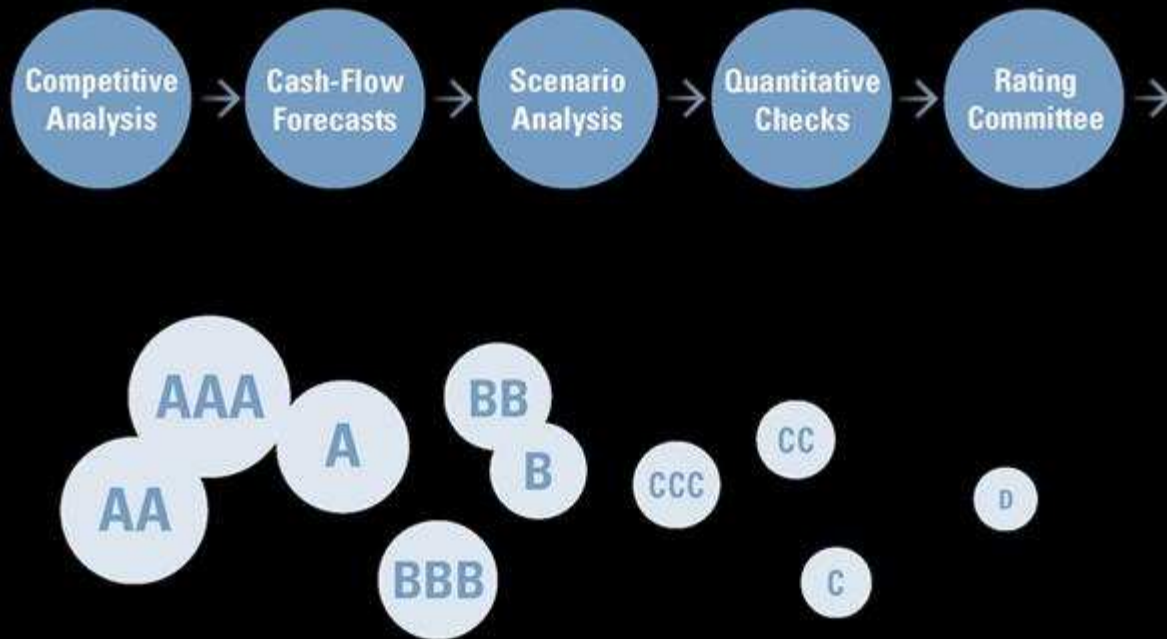 Competitive
Analysis
Cash-Flow
Forecasts
Scenario
Analysis
Quantitative
Checks
Rating
Committee
AAA
AA
A
BBB
BB
B
CCC
CC
C
D